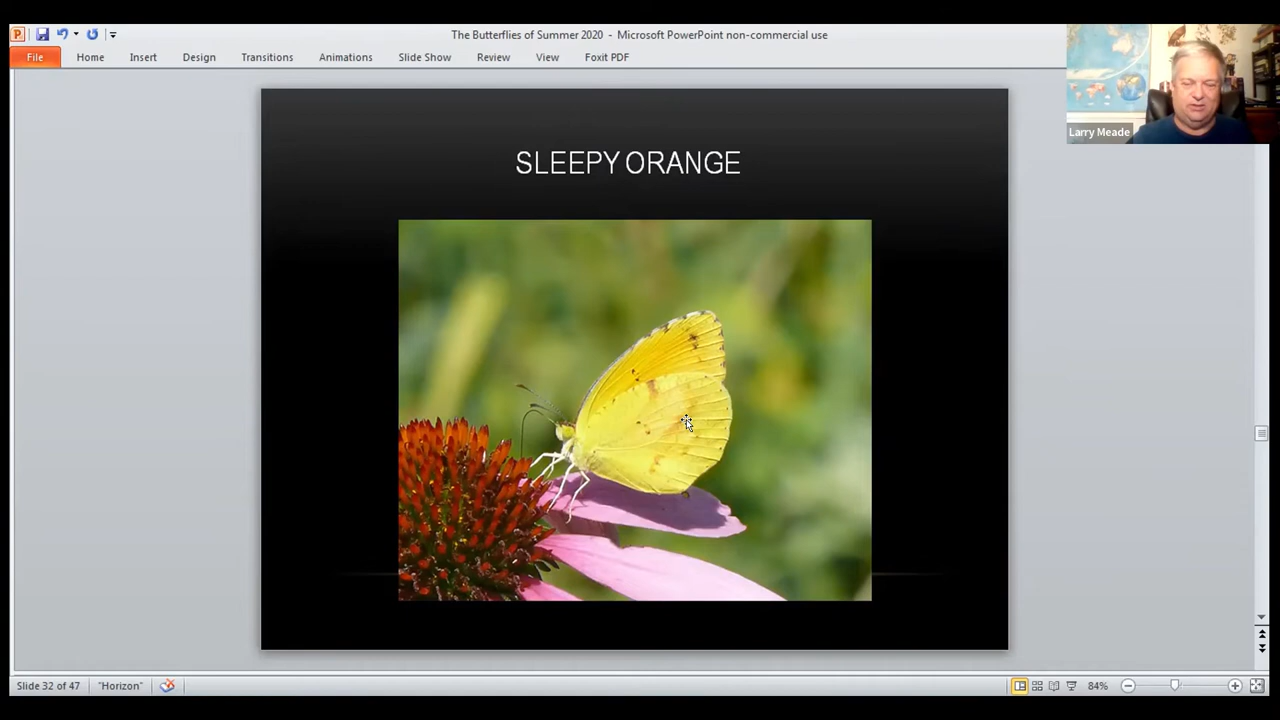 The Butterflies of Summer 2020 - Microsoft PowerPoint non-commercial use
File Home Insert Design Transitions Animations Slide Show Review View Foxit PDF
Larry Meade
SLEEPY ORANGE
Slide 32 of 47 "Horizon" 84%